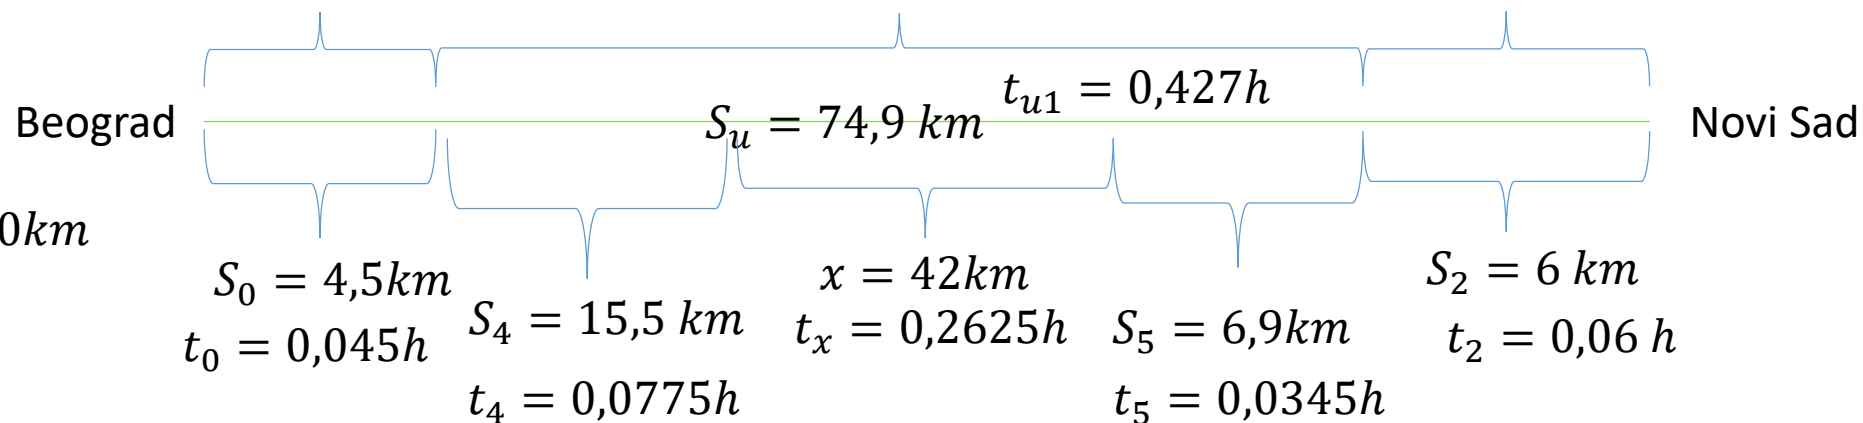 t_{u1} = 0,427h
Beograd
S_u = 74,9 km
Novi Sad
0km
S_0 = 4,5km
t_0 = 0,045h
S_4 = 15,5 km
t_4 = 0,0775h
x = 42km
t_x = 0,2625h
S_5 = 6,9km
t_5 = 0,0345h
S_2 = 6 km
t_2 = 0,06 h